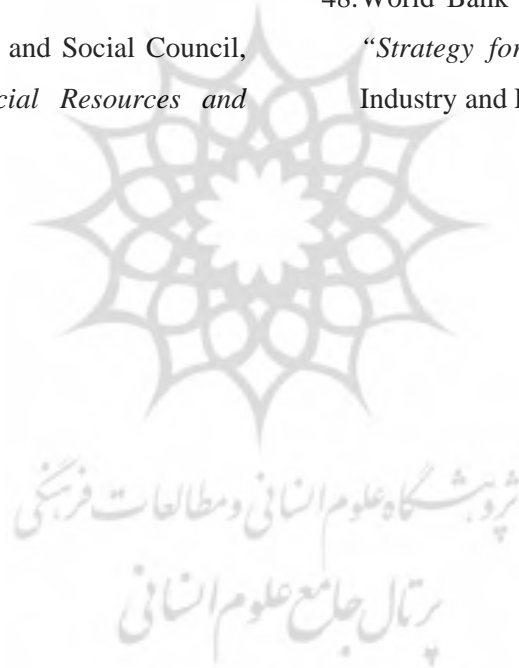 and Social Council,
cial Resources and
48.World Bank
"Strategy for
Industry and
پژوهشگاه علوم انسانی و مطالعات فرهنگی
پرتال جامع علوم انسانی